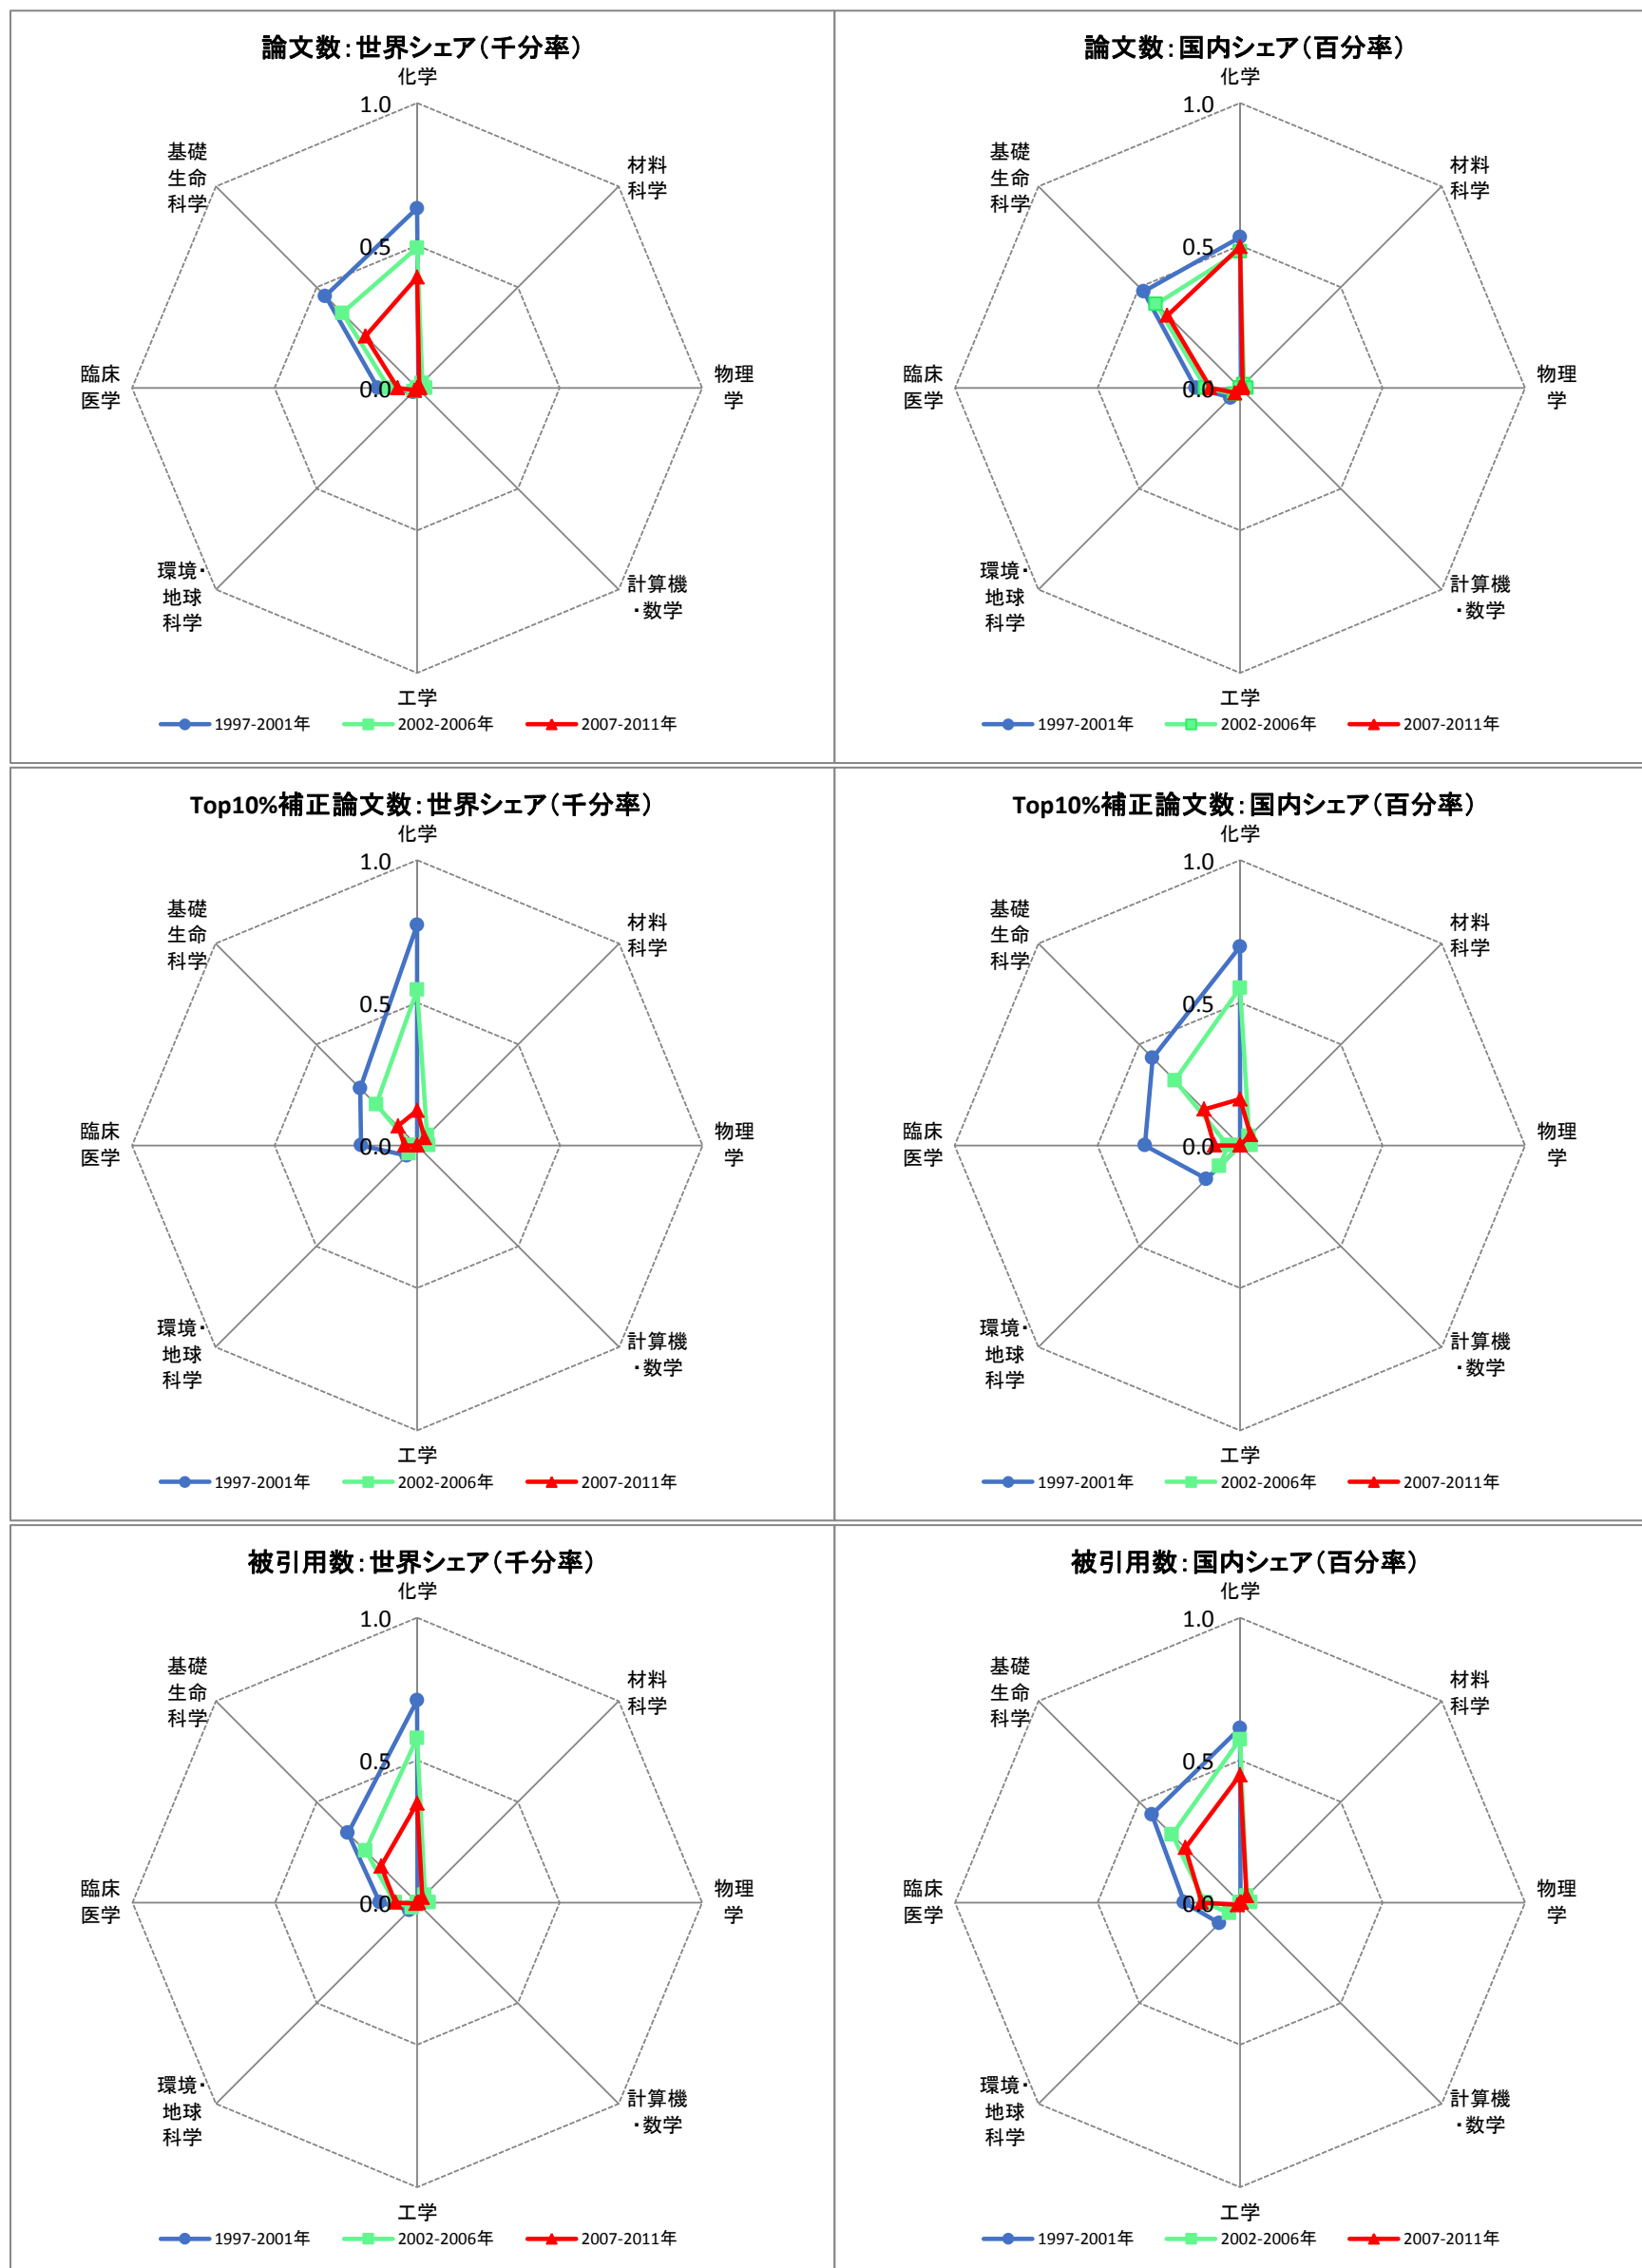 論文数：世界シェア（千分率）
化学
1.0
基礎
生命
科学
材料
科学
0.5
臨床
医学
0.0
物理
学
環境・
地球
科学
計算機
・数学
工学
1997-2001年
2002-2006年
2007-2011年
論文数：国内シェア（百分率）
化学
1.0
基礎
生命
科学
材料
科学
0.5
臨床
医学
0.0
物理
学
環境・
地球
科学
計算機
・数学
工学
1997-2001年
2002-2006年
2007-2011年
Top10%補正論文数：世界シェア（千分率）
化学
1.0
基礎
生命
科学
材料
科学
0.5
臨床
医学
0.0
物理
学
環境・
地球
科学
計算機
・数学
工学
1997-2001年
2002-2006年
2007-2011年
Top10%補正論文数：国内シェア（百分率）
化学
1.0
基礎
生命
科学
材料
科学
0.5
臨床
医学
0.0
物理
学
環境・
地球
科学
計算機
・数学
工学
1997-2001年
2002-2006年
2007-2011年
被引用数：世界シェア（千分率）
化学
1.0
基礎
生命
科学
材料
科学
0.5
臨床
医学
0.0
物理
学
環境・
地球
科学
計算機
・数学
工学
1997-2001年
2002-2006年
2007-2011年
被引用数：国内シェア（百分率）
化学
1.0
基礎
生命
科学
材料
科学
0.5
臨床
医学
0.0
物理
学
環境・
地球
科学
計算機
・数学
工学
1997-2001年
2002-2006年
2007-2011年